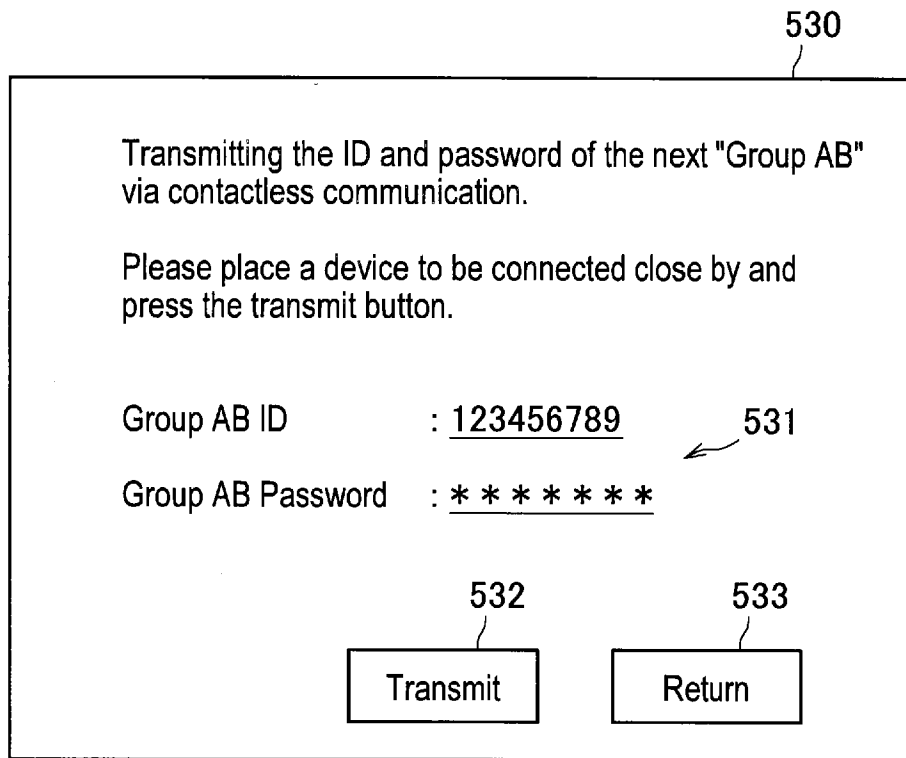 530
Transmitting the ID and password of the next "Group AB"
via contactless communication.
Please place a device to be connected close by and
press the transmit button.
Group AB ID : 123456789
531
Group AB Password : * * * * * * *
532 533
Transmit Return